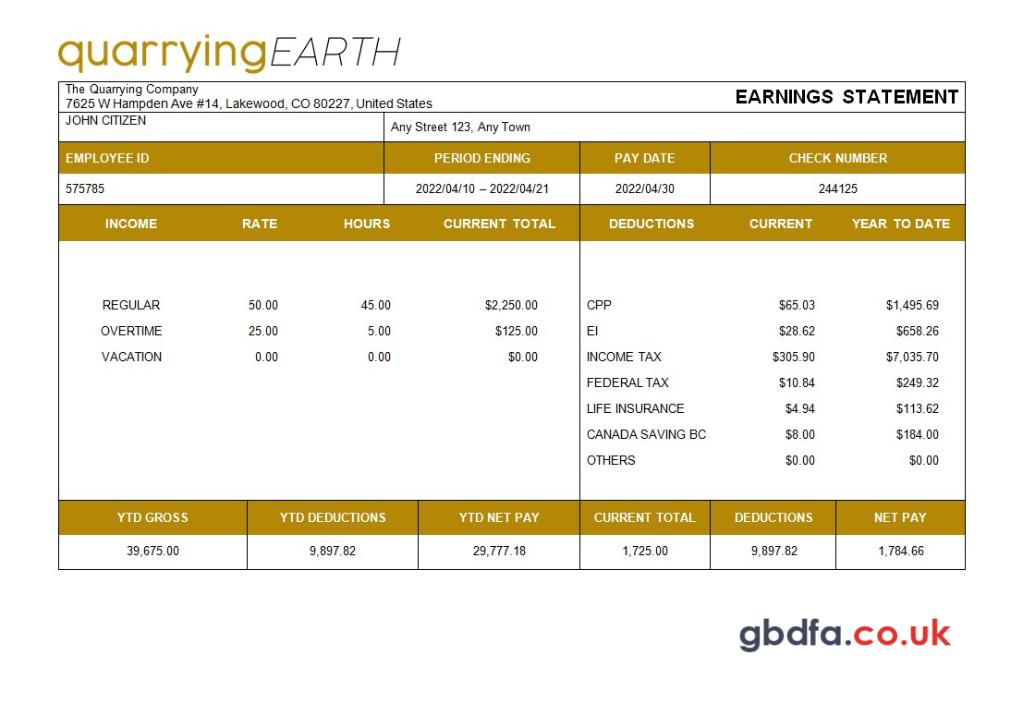 quarryingEARTH
The Quarrying Company
7625 W Hampden Ave #14, Lakewood, CO 80227, United States
EARNINGS STATEMENT
JOHN CITIZEN
Any Street 123, Any Town
EMPLOYEE ID PERIOD ENDING PAY DATE CHECK NUMBER
575785 2022/04/10 – 2022/04/21 2022/04/30 244125
INCOME RATE HOURS CURRENT TOTAL DEDUCTIONS CURRENT YEAR TO DATE
REGULAR 50.00 45.00 $2,250.00 CPP $65.03 $1,495.69
OVERTIME 25.00 5.00 $125.00 EI $28.62 $658.26
VACATION 0.00 0.00 $0.00 INCOME TAX $305.90 $7,035.70
FEDERAL TAX $10.84 $249.32
LIFE INSURANCE $4.94 $113.62
CANADA SAVING BC $8.00 $184.00
OTHERS $0.00 $0.00
YTD GROSS YTD DEDUCTIONS YTD NET PAY CURRENT TOTAL DEDUCTIONS NET PAY
39,675.00 9,897.82 29,777.18 1,725.00 9,897.82 1,784.66
gbdfa.co.uk